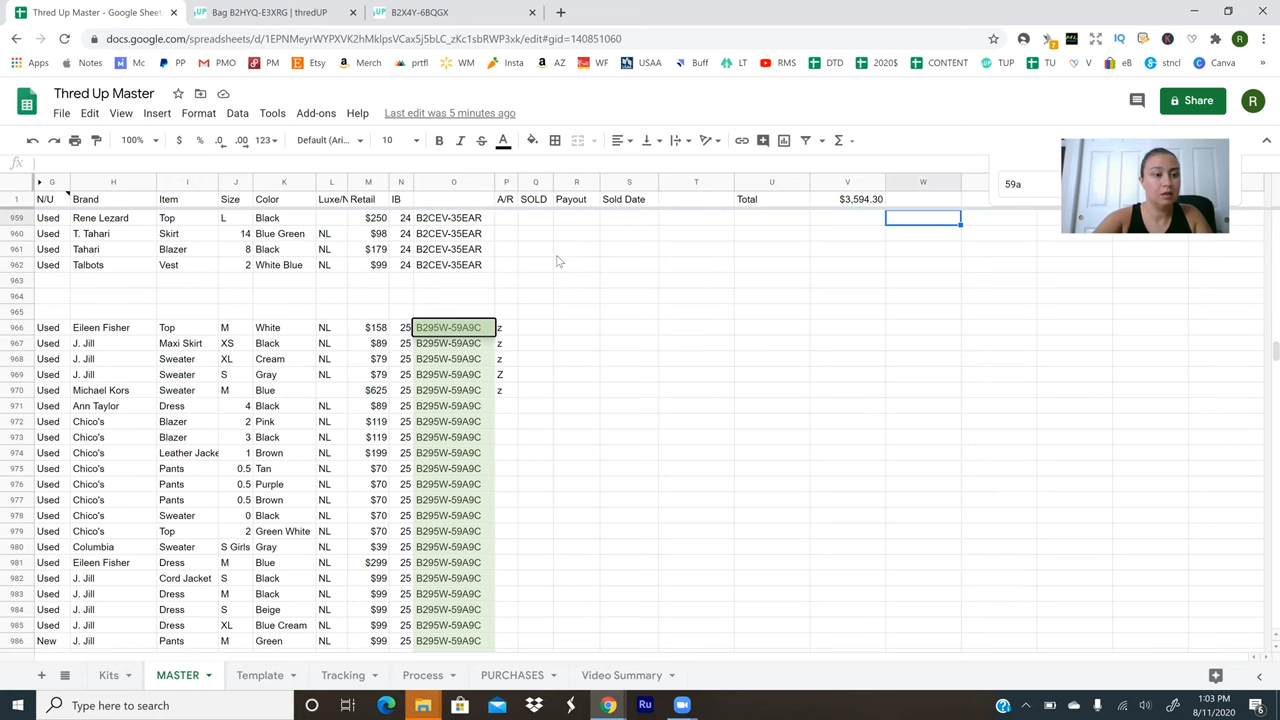 Thred Up Master - Google Sheet
Bag B2HYQ-E3XRG | thredUP
B2X4Y-6BQGX
docs.google.com/spreadsheets/d/1EPNMeyrWYPXVK2hMklpsVCax5j5bLC_zKc1sbRWP3xk/edit#gid=140851060
Apps Notes Mc PP PMO PM Etsy Merch prtfl WM Insta AZ WF USAA Buff LT RMS DTD 2020$ CONTENT TUP TU V eB stncl Canva
Thred Up Master
File Edit View Insert Format Data Tools Add-ons Help Last edit was 5 minutes ago
Share R
100% $ % .0 .00 123 Default (Ari... 10 B I S A
fx
59a
G H I J K L M N O P Q R S T U V W
1 N/U Brand Item Size Color Luxe/N Retail IB A/R SOLD Payout Sold Date Total $3,594.30
959 Used Rene Lezard Top L Black $250 24 B2CEV-35EAR
960 Used T. Tahari Skirt 14 Blue Green NL $98 24 B2CEV-35EAR
961 Used Tahari Blazer 8 Black NL $179 24 B2CEV-35EAR
962 Used Talbots Vest 2 White Blue NL $99 24 B2CEV-35EAR
963
964
965
966 Used Eileen Fisher Top M White NL $158 25 B295W-59A9C z
967 Used J. Jill Maxi Skirt XS Black NL $89 25 B295W-59A9C z
968 Used J. Jill Sweater XL Cream NL $79 25 B295W-59A9C z
969 Used J. Jill Sweater S Gray NL $79 25 B295W-59A9C Z
970 Used Michael Kors Sweater M Blue $625 25 B295W-59A9C z
971 Used Ann Taylor Dress 4 Black NL $89 25 B295W-59A9C
972 Used Chico's Blazer 2 Pink NL $119 25 B295W-59A9C
973 Used Chico's Blazer 3 Black NL $119 25 B295W-59A9C
974 Used Chico's Leather Jacke 1 Brown NL $199 25 B295W-59A9C
975 Used Chico's Pants 0.5 Tan NL $70 25 B295W-59A9C
976 Used Chico's Pants 0.5 Purple NL $70 25 B295W-59A9C
977 Used Chico's Pants 0.5 Brown NL $70 25 B295W-59A9C
978 Used Chico's Sweater 0 Black NL $70 25 B295W-59A9C
979 Used Chico's Top 2 Green White NL $70 25 B295W-59A9C
980 Used Columbia Sweater S Girls Gray NL $39 25 B295W-59A9C
981 Used Eileen Fisher Dress M Blue NL $299 25 B295W-59A9C
982 Used J. Jill Cord Jacket S Black NL $99 25 B295W-59A9C
983 Used J. Jill Dress M Black NL $99 25 B295W-59A9C
984 Used J. Jill Dress S Beige NL $99 25 B295W-59A9C
985 Used J. Jill Dress XL Blue Cream NL $99 25 B295W-59A9C
986 New J. Jill Pants M Green NL $99 25 B295W-59A9C
Kits MASTER Template Tracking Process PURCHASES Video Summary
Type here to search
Ru
1:03 PM
8/11/2020
6